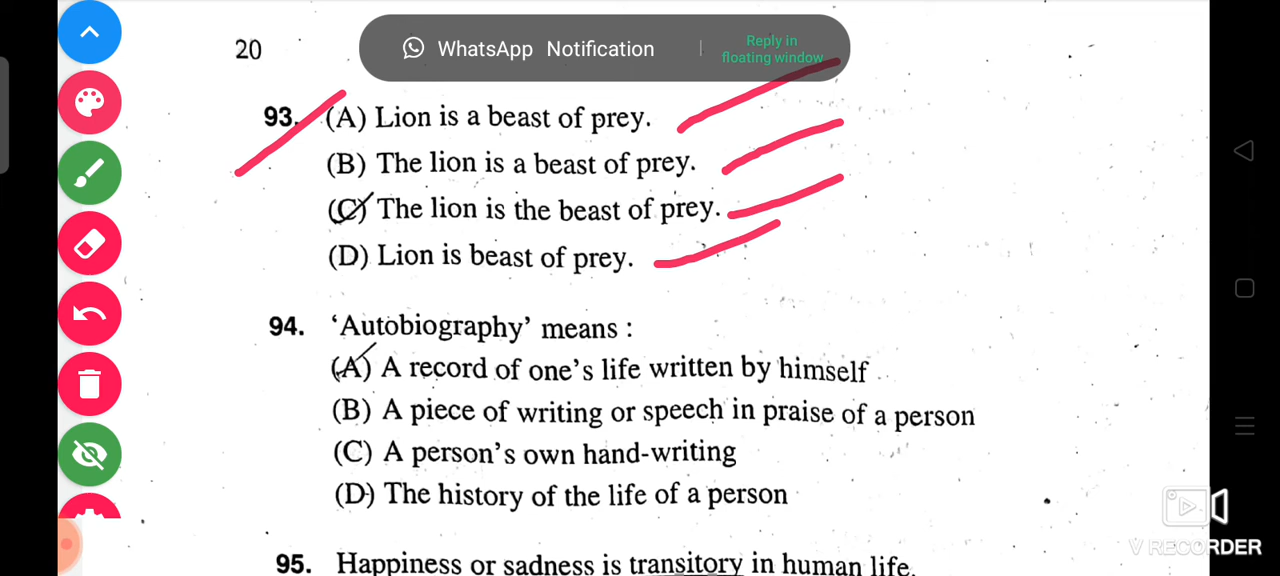 20
WhatsApp Notification | Reply in floating window
93. (A) Lion is a beast of prey.
(B) The lion is a beast of prey.
(C) The lion is the beast of prey.
(D) Lion is beast of prey.
94. ‘Autobiography’ means :
(A) A record of one’s life written by himself
(B) A piece of writing or speech in praise of a person
(C) A person’s own hand-writing
(D) The history of the life of a person
95. Happiness or sadness is transitory in human life.
V RECORDER